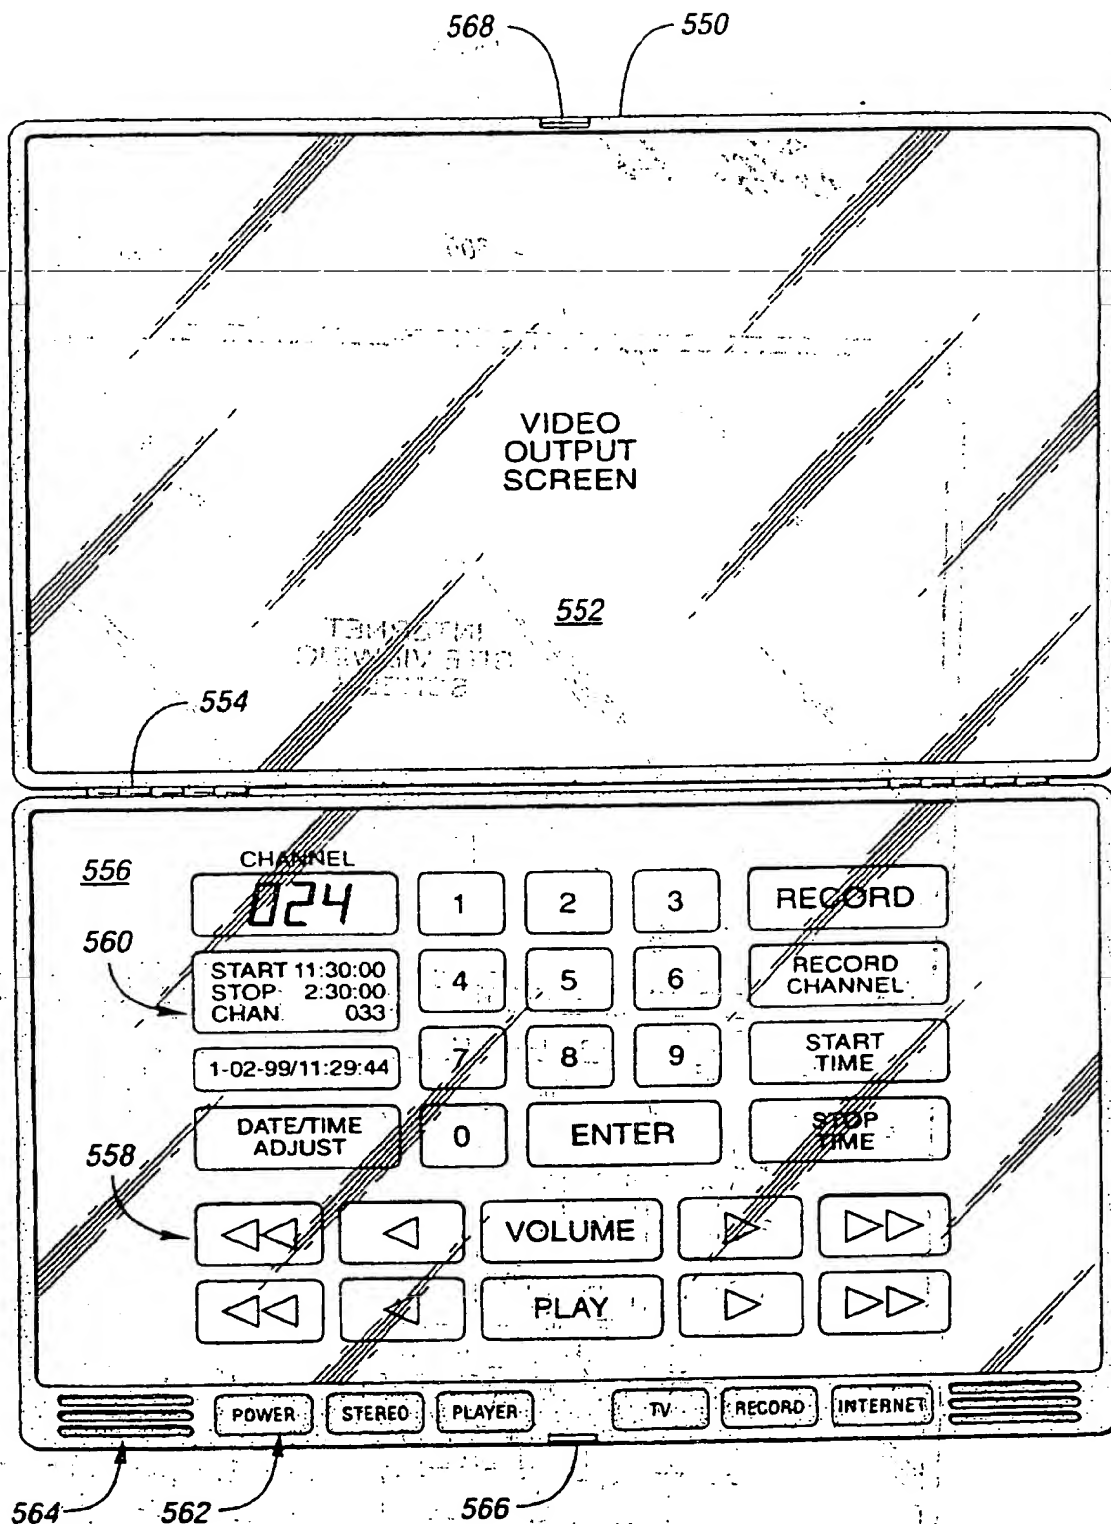 568
550
VIDEO
OUTPUT
SCREEN
552
INTERNET
554
556
CHANNEL
024
1
2
3
RECORD
560
START 11:30:00
STOP 2:30:00
CHAN 033
4
5
6
RECORD
CHANNEL
1-02-99/11:29:44
7
8
9
START
TIME
DATE/TIME
ADJUST
0
ENTER
STOP
TIME
558
VOLUME
PLAY
POWER
STEREO
PLAYER
TV
RECORD
INTERNET
564
562
566